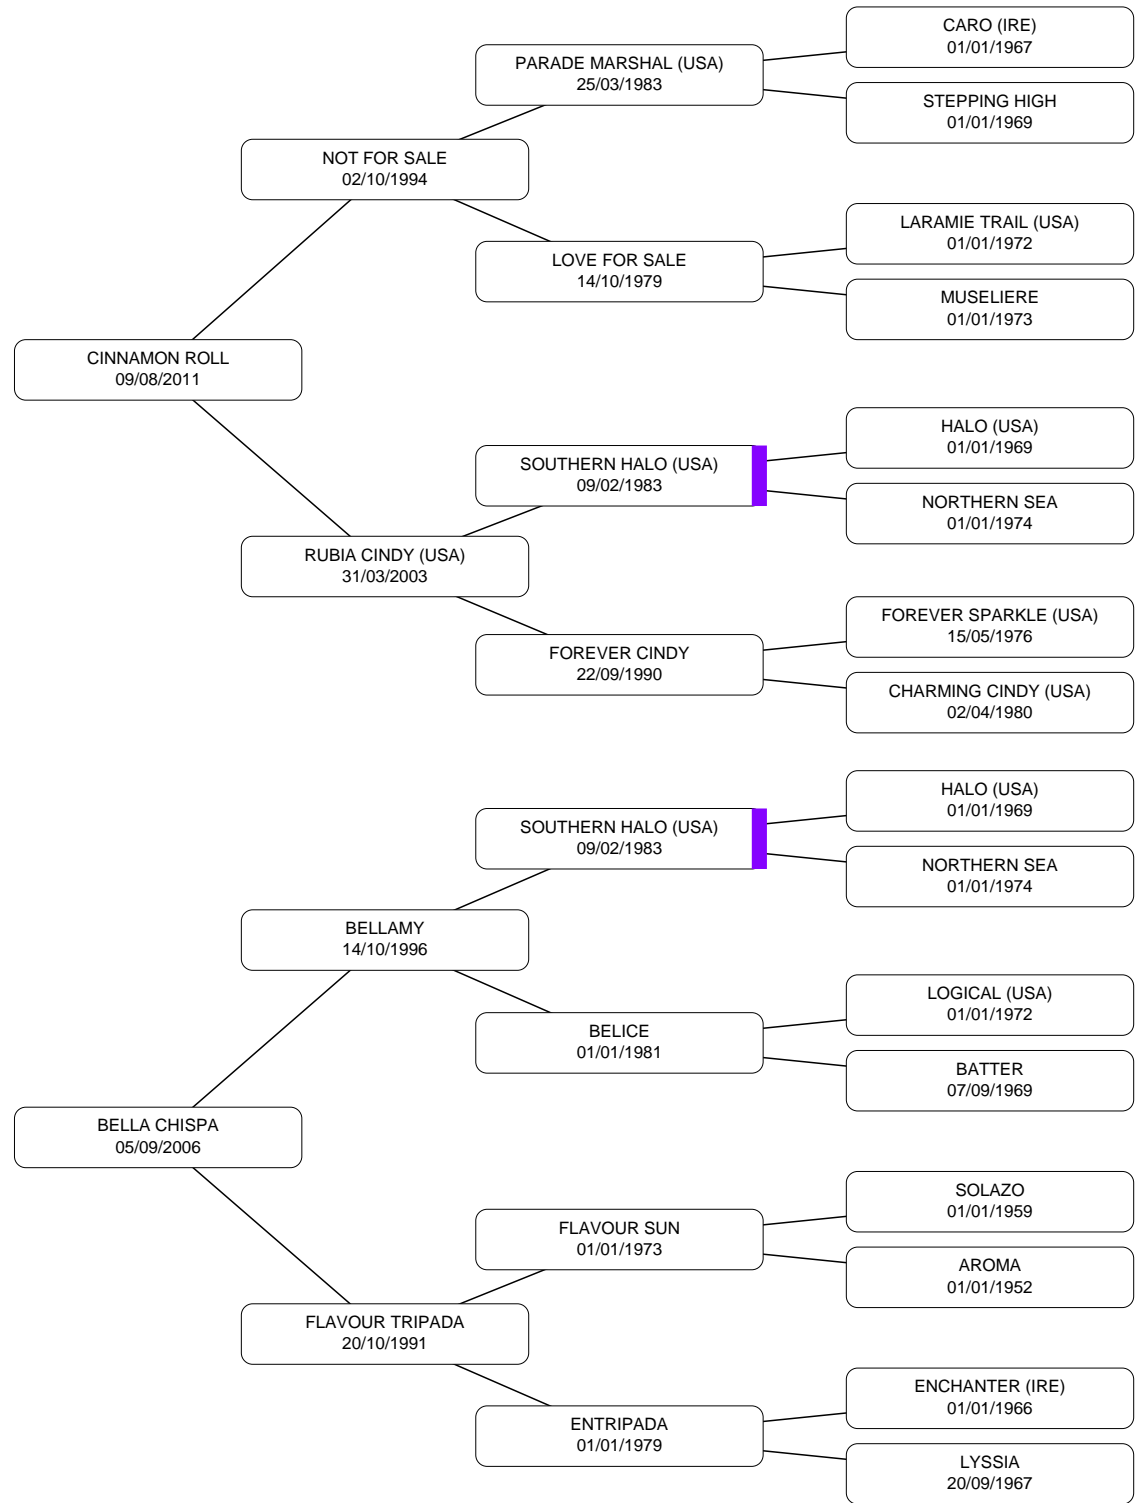 CARO (IRE)
01/01/1967
PARADE MARSHAL (USA)
25/03/1983
STEPPING HIGH
01/01/1969
NOT FOR SALE
02/10/1994
LARAMIE TRAIL (USA)
01/01/1972
LOVE FOR SALE
14/10/1979
MUSELIERE
01/01/1973
CINNAMON ROLL
09/08/2011
HALO (USA)
01/01/1969
SOUTHERN HALO (USA)
09/02/1983
NORTHERN SEA
01/01/1974
RUBIA CINDY (USA)
31/03/2003
FOREVER SPARKLE (USA)
15/05/1976
FOREVER CINDY
22/09/1990
CHARMING CINDY (USA)
02/04/1980
HALO (USA)
01/01/1969
SOUTHERN HALO (USA)
09/02/1983
NORTHERN SEA
01/01/1974
BELLAMY
14/10/1996
LOGICAL (USA)
01/01/1972
BELICE
01/01/1981
BATTER
07/09/1969
BELLA CHISPA
05/09/2006
SOLAZO
01/01/1959
FLAVOUR SUN
01/01/1973
AROMA
01/01/1952
FLAVOUR TRIPADA
20/10/1991
ENCHANTER (IRE)
01/01/1966
ENTRIPADA
01/01/1979
LYSSIA
20/09/1967